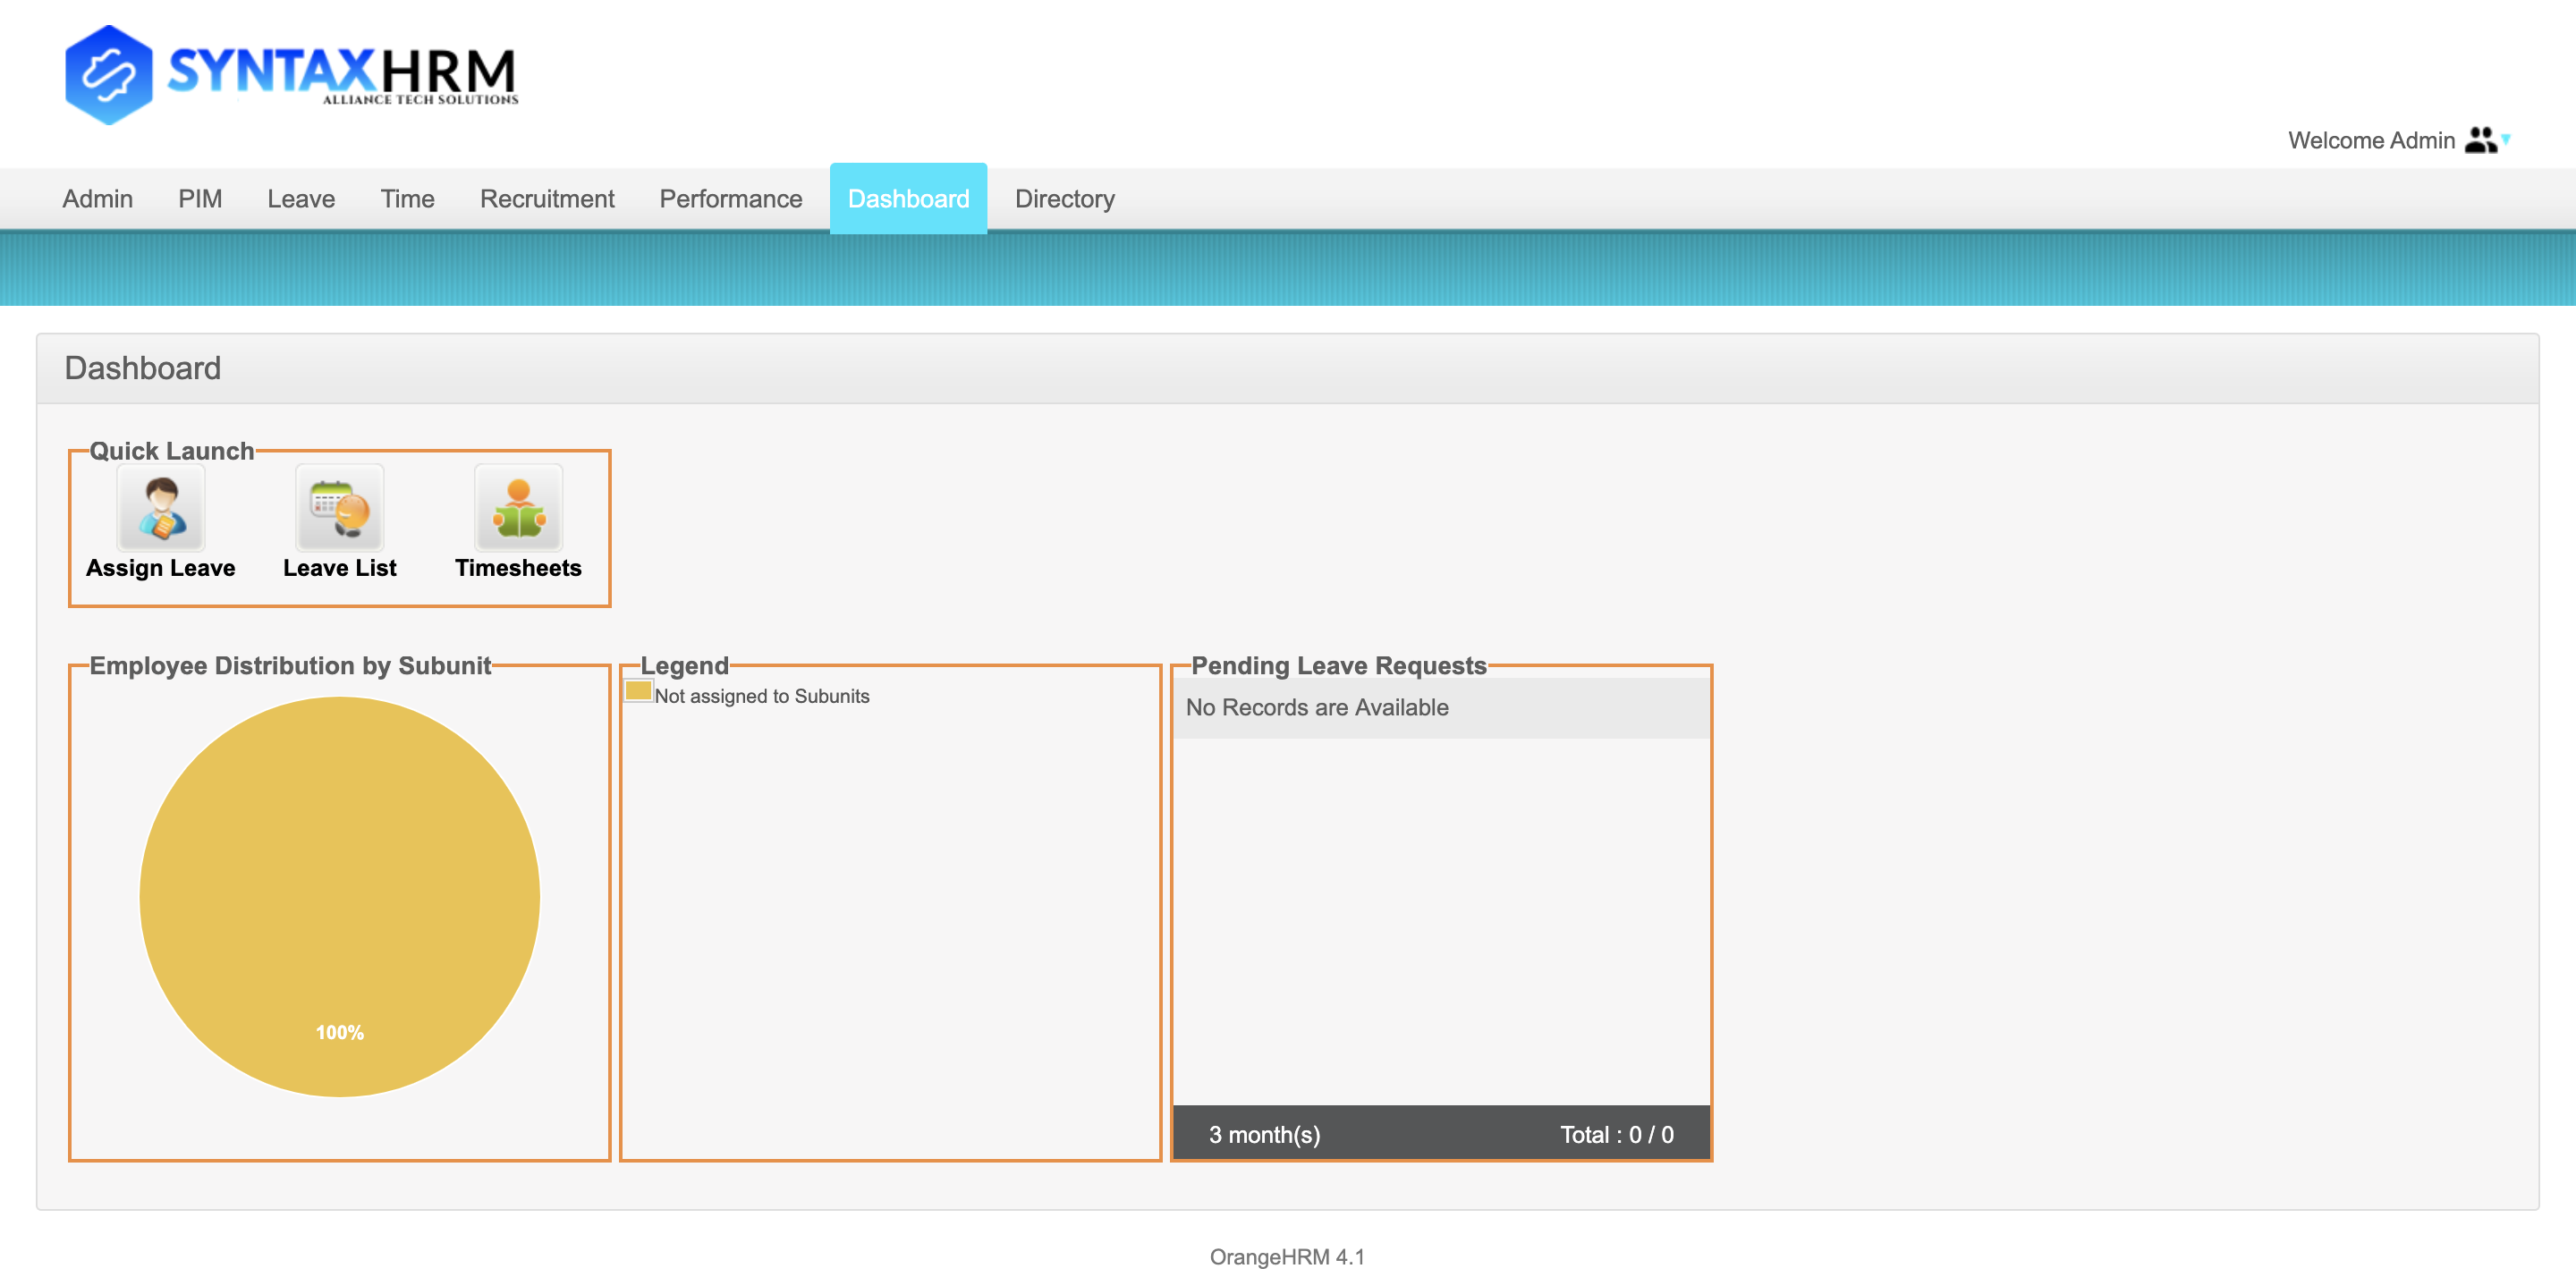 SYNTAXHRM
ALLIANCE TECH SOLUTIONS
Welcome Admin
Admin PIM Leave Time Recruitment Performance Dashboard Directory
Dashboard
Quick Launch
Assign Leave Leave List Timesheets
Employee Distribution by Subunit
100%
Legend
Not assigned to Subunits
Pending Leave Requests
No Records are Available
3 month(s) Total : 0 / 0
OrangeHRM 4.1